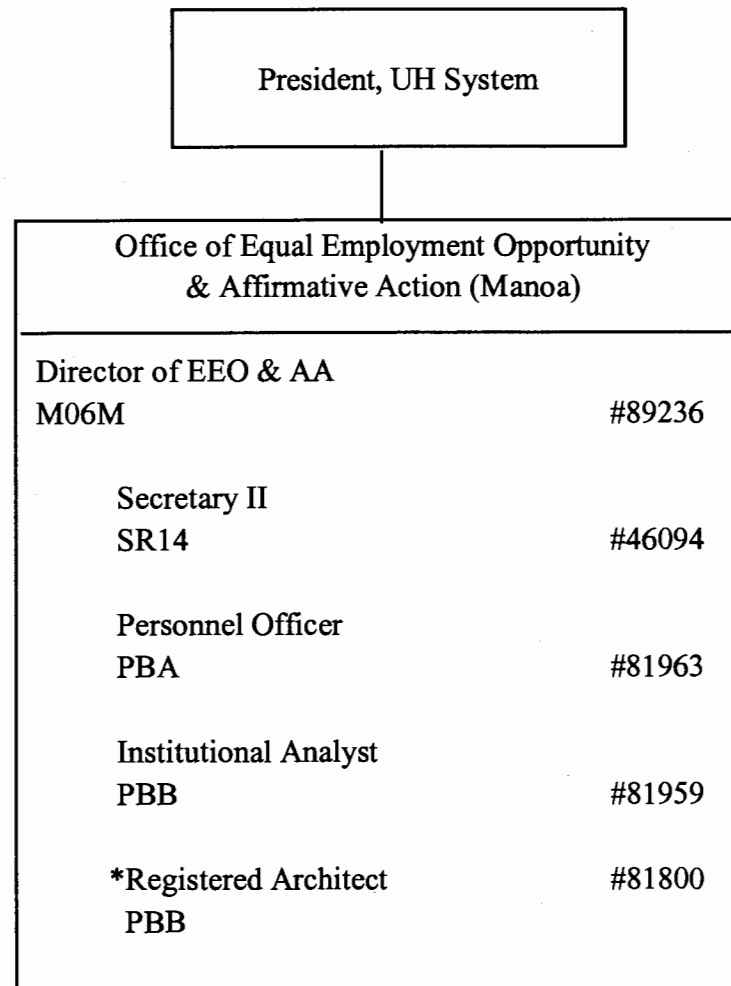 President, UH System
Office of Equal Employment Opportunity
& Affirmative Action (Manoa)
Director of EEO & AA
M06M #89236
Secretary II
SR14 #46094
Personnel Officer
PBA #81963
Institutional Analyst
PBB #81959
*Registered Architect #81800
PBB